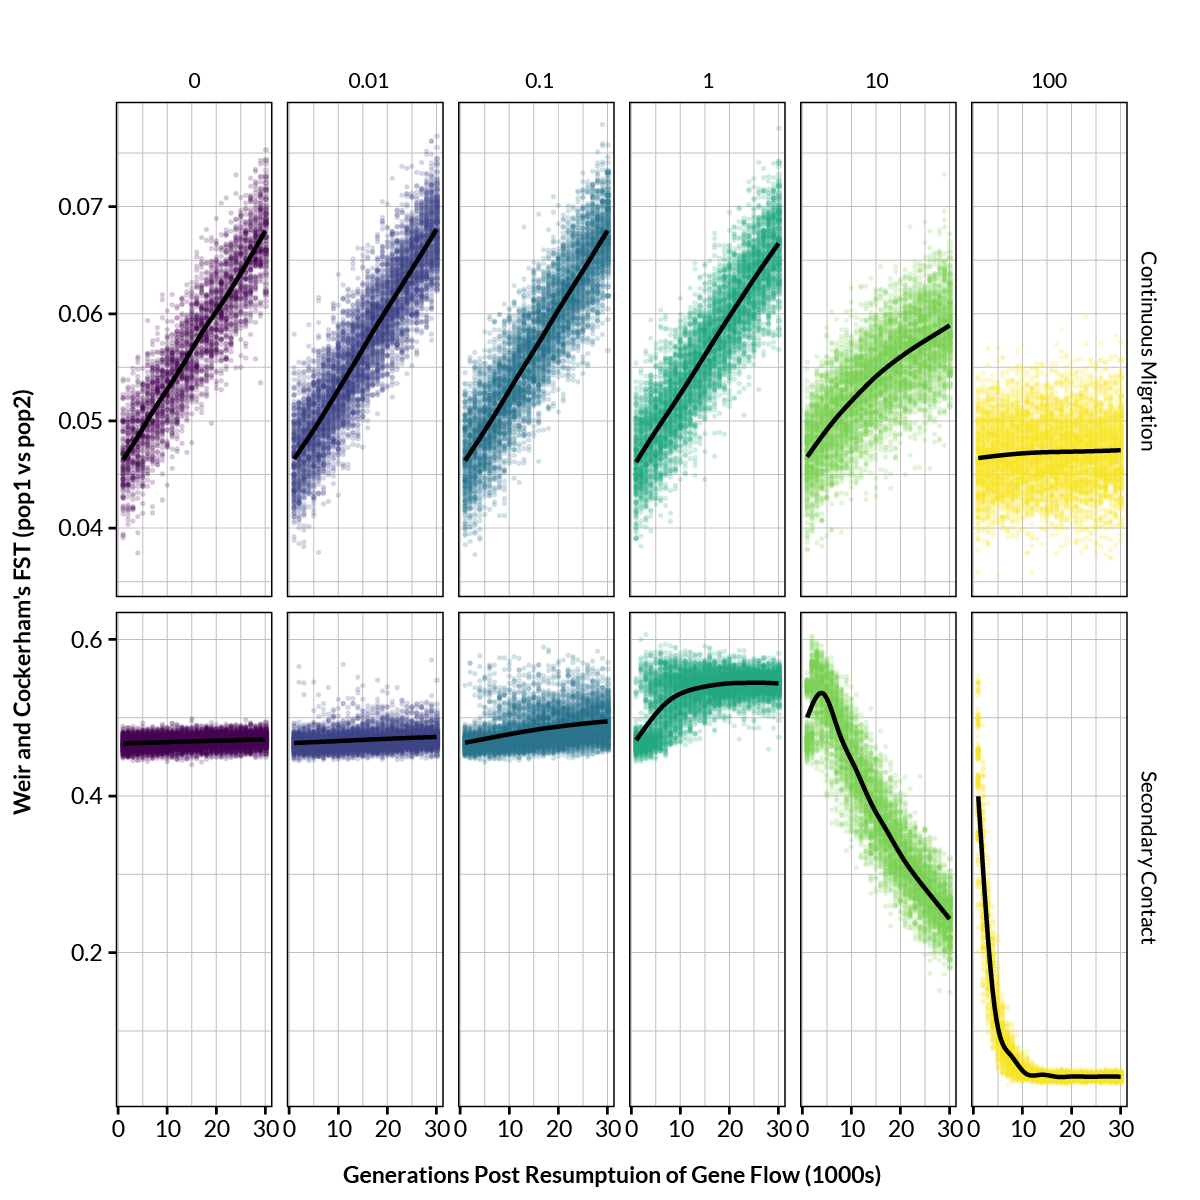 0 0.01 0.1 1 10 100
0.07
0.06
0.05
0.04
Continuous Migration
Weir and Cockerham's FST (pop1 vs pop2)
0.6
0.4
0.2
Secondary Contact
0 10 20 30 0 10 20 30 0 10 20 30 0 10 20 30 0 10 20 30 0 10 20 30
Generations Post Resumptuion of Gene Flow (1000s)